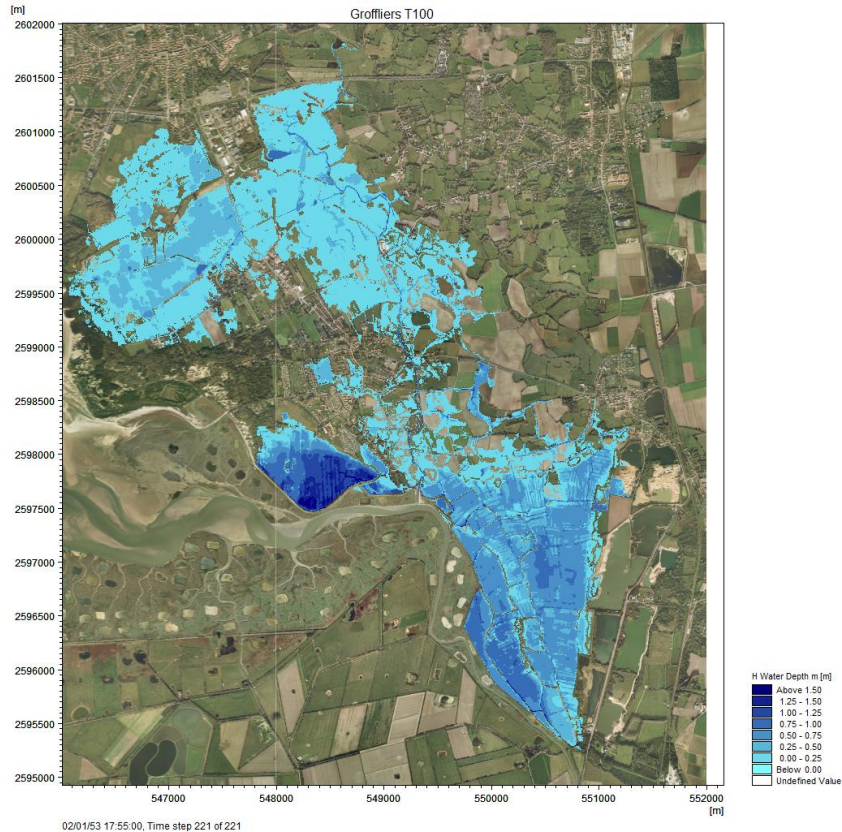 Groffliers T100
[m]
2602000
2601500
2601000
2600500
2600000
2599500
2599000
2598500
2598000
2597500
2597000
2596500
2596000
2595500
2595000
547000 548000 549000 550000 551000 552000
[m]
H Water Depth m [m]
Above 1.50
1.25 - 1.50
1.00 - 1.25
0.75 - 1.00
0.50 - 0.75
0.25 - 0.50
0.00 - 0.25
Below 0.00
Undefined Value
02/01/53 17:55:00, Time step 221 of 221